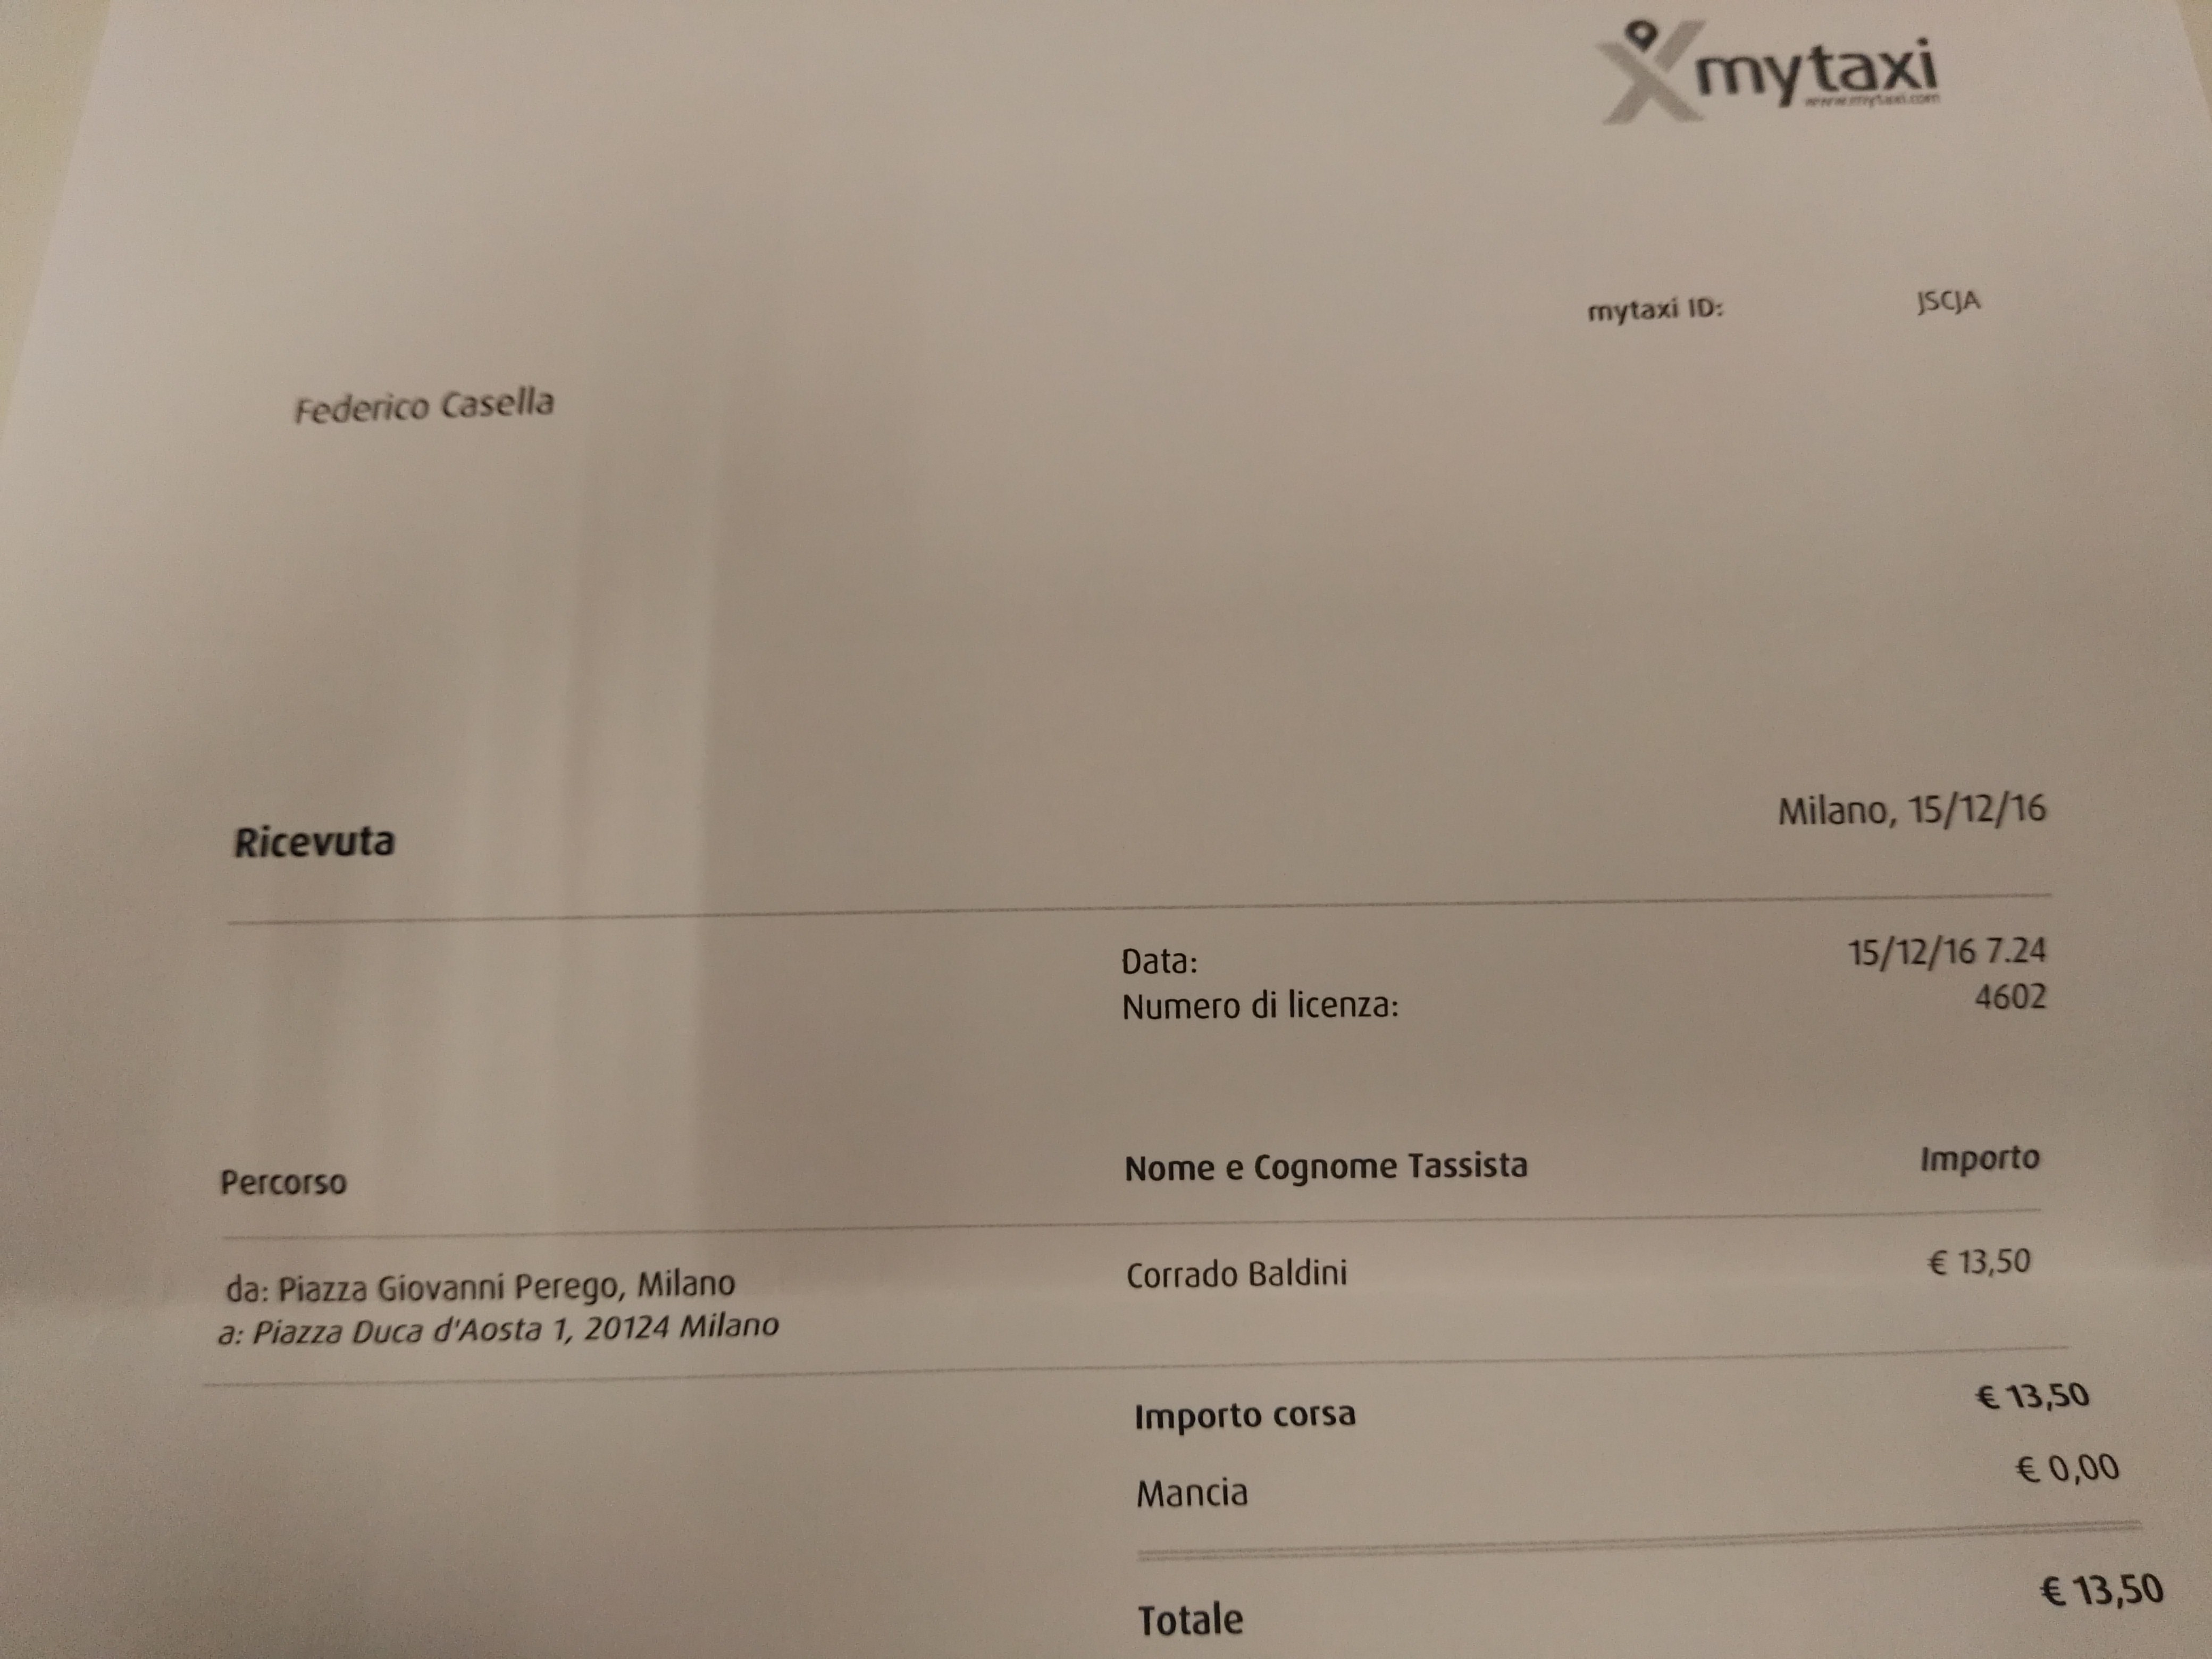 mytaxi
www.mytaxi.com
mytaxi ID: JSCJA
Federico Casella
Milano, 15/12/16
Ricevuta
Data: 15/12/16 7.24
Numero di licenza: 4602
Percorso Nome e Cognome Tassista Importo
da: Piazza Giovanni Perego, Milano Corrado Baldini € 13,50
a: Piazza Duca d'Aosta 1, 20124 Milano
Importo corsa € 13,50
Mancia € 0,00
Totale € 13,50